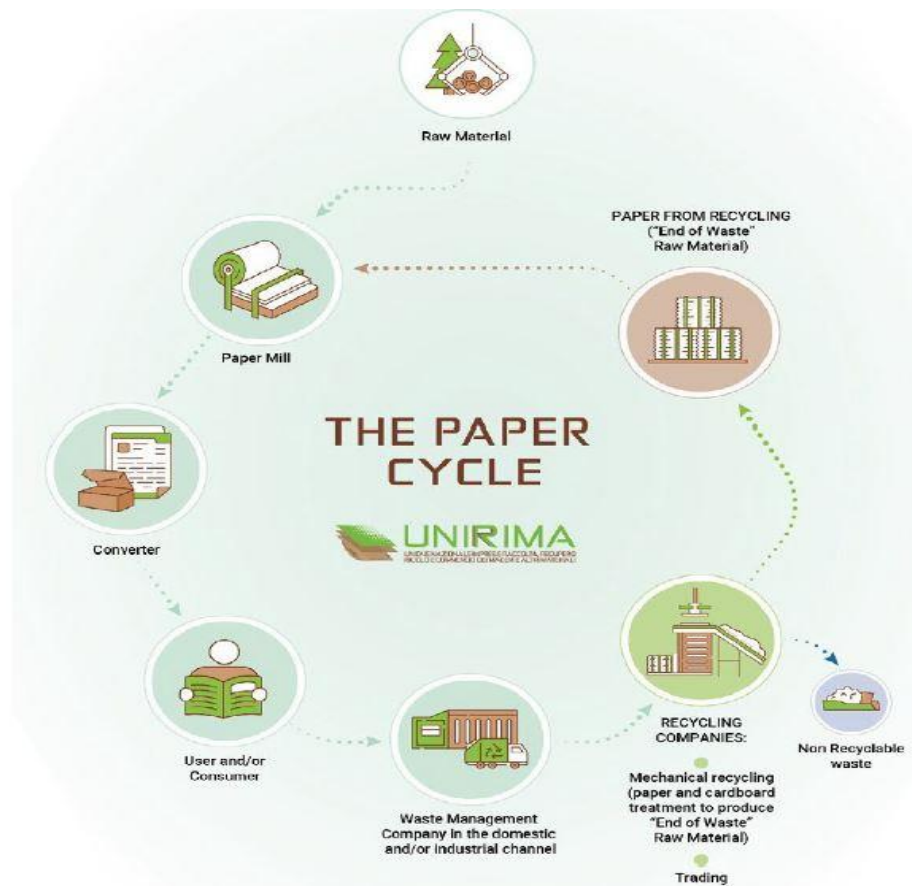 Raw Material
PAPER FROM RECYCLING
("End of Waste"
Raw Material)
Paper Mill
THE PAPER
CYCLE
Converter
UNIRIMA
RECYCLING
COMPANIES:
Mechanical recycling
(paper and cardboard
treatment to produce
"End of Waste"
Raw Material)
Trading
Non Recyclable
waste
User and/or
Consumer
Waste Management
Company in the domestic
and/or industrial channel